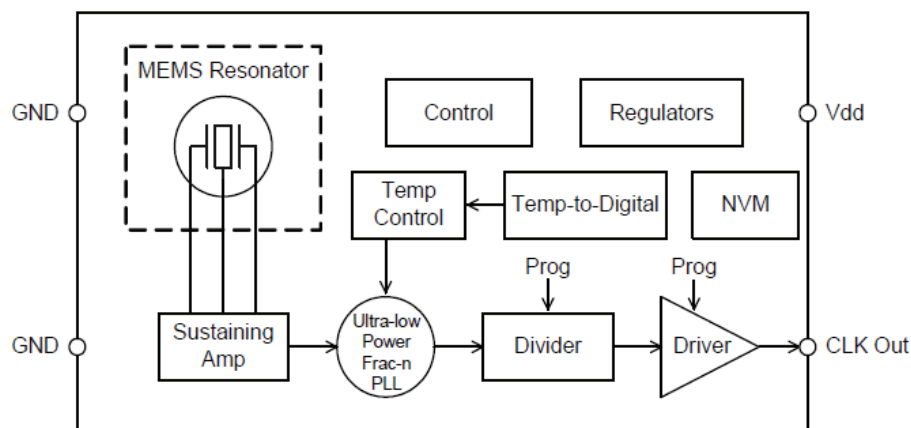 MEMS Resonator
GND
Control
Regulators
Vdd
Temp
Control
Temp-to-Digital
NVM
Prog
Prog
GND
Sustaining
Amp
Ultra-low
Power
Frac-n
PLL
Divider
Driver
CLK Out